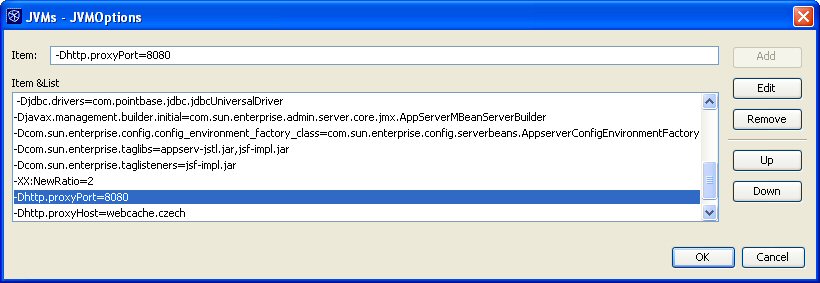 JVMs - JVMOptions
Item: -Dhttp.proxyPort=8080
Add
Item &List
Edit
-Djdbc.drivers=com.pointbase.jdbc.jdbcUniversalDriver
-Djavax.management.builder.initial=com.sun.enterprise.admin.server.core.jmx.AppServerMBeanServerBuilder
Remove
-Dcom.sun.enterprise.config.config_environment_factory_class=com.sun.enterprise.config.serverbeans.AppserverConfigEnvironmentFactory
-Dcom.sun.enterprise.taglibs=appserv-jstl.jar,jsf-impl.jar
Up
-Dcom.sun.enterprise.taglisteners=jsf-impl.jar
-XX:NewRatio=2
Down
-Dhttp.proxyPort=8080
-Dhttp.proxyHost=webcache.czech
OK
Cancel